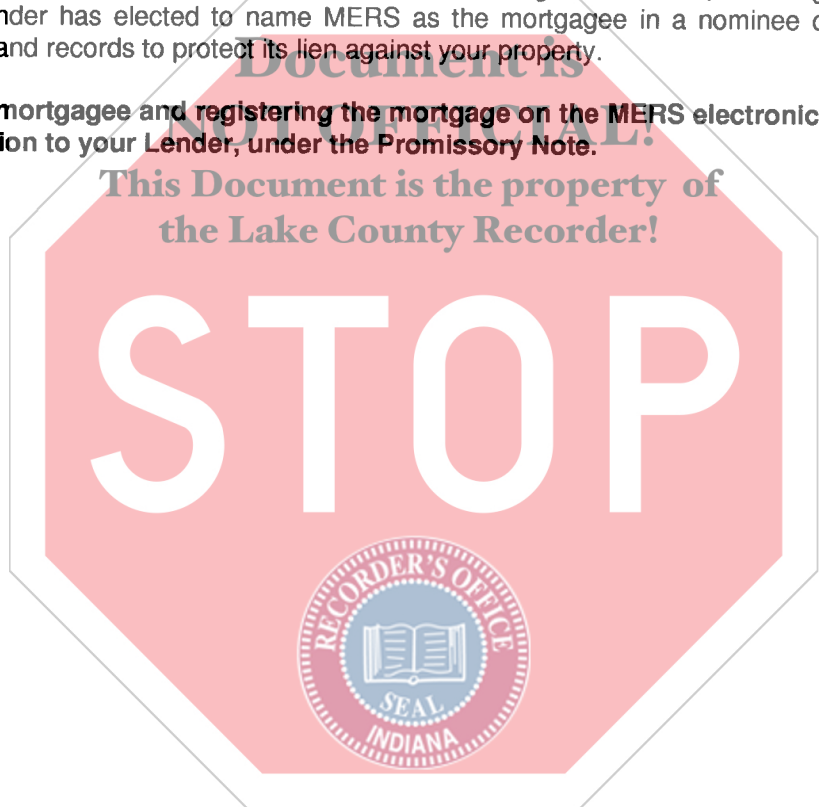 nder has elected to name MERS as the mortgagee in a nominee
and records to protect its lien against your property.
Document is
mortgagee and registering the mortgage on the MERS electronic
NOT OFFICIAL!
ion to your Lender, under the Promissory Note.
This Document is the property of
the Lake County Recorder!
STOP
RECORDER'S OFFICE
SEAL
INDIANA